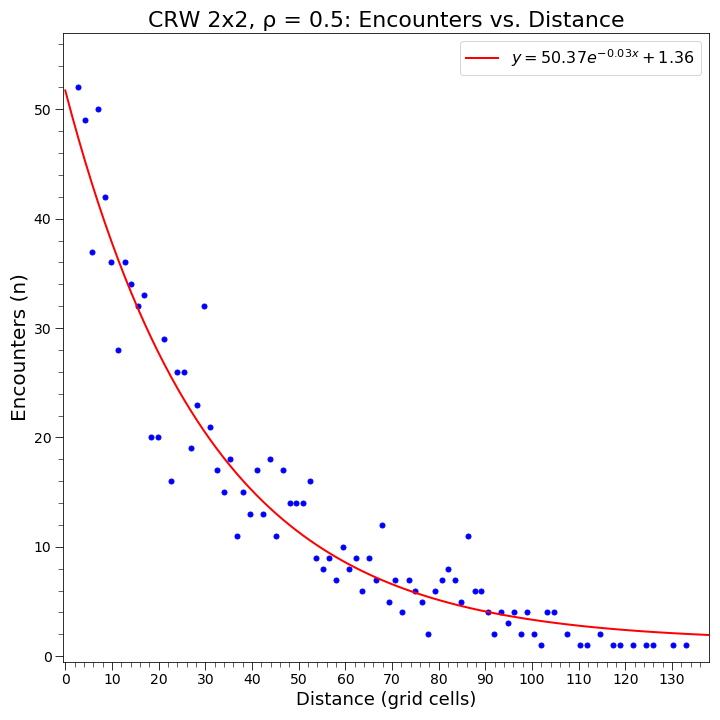 CRW 2x2, ρ = 0.5: Encounters vs. Distance
y = 50.37e^{-0.03x} + 1.36
Encounters (n)
50
40
30
20
10
0
0 10 20 30 40 50 60 70 80 90 100 110 120 130
Distance (grid cells)